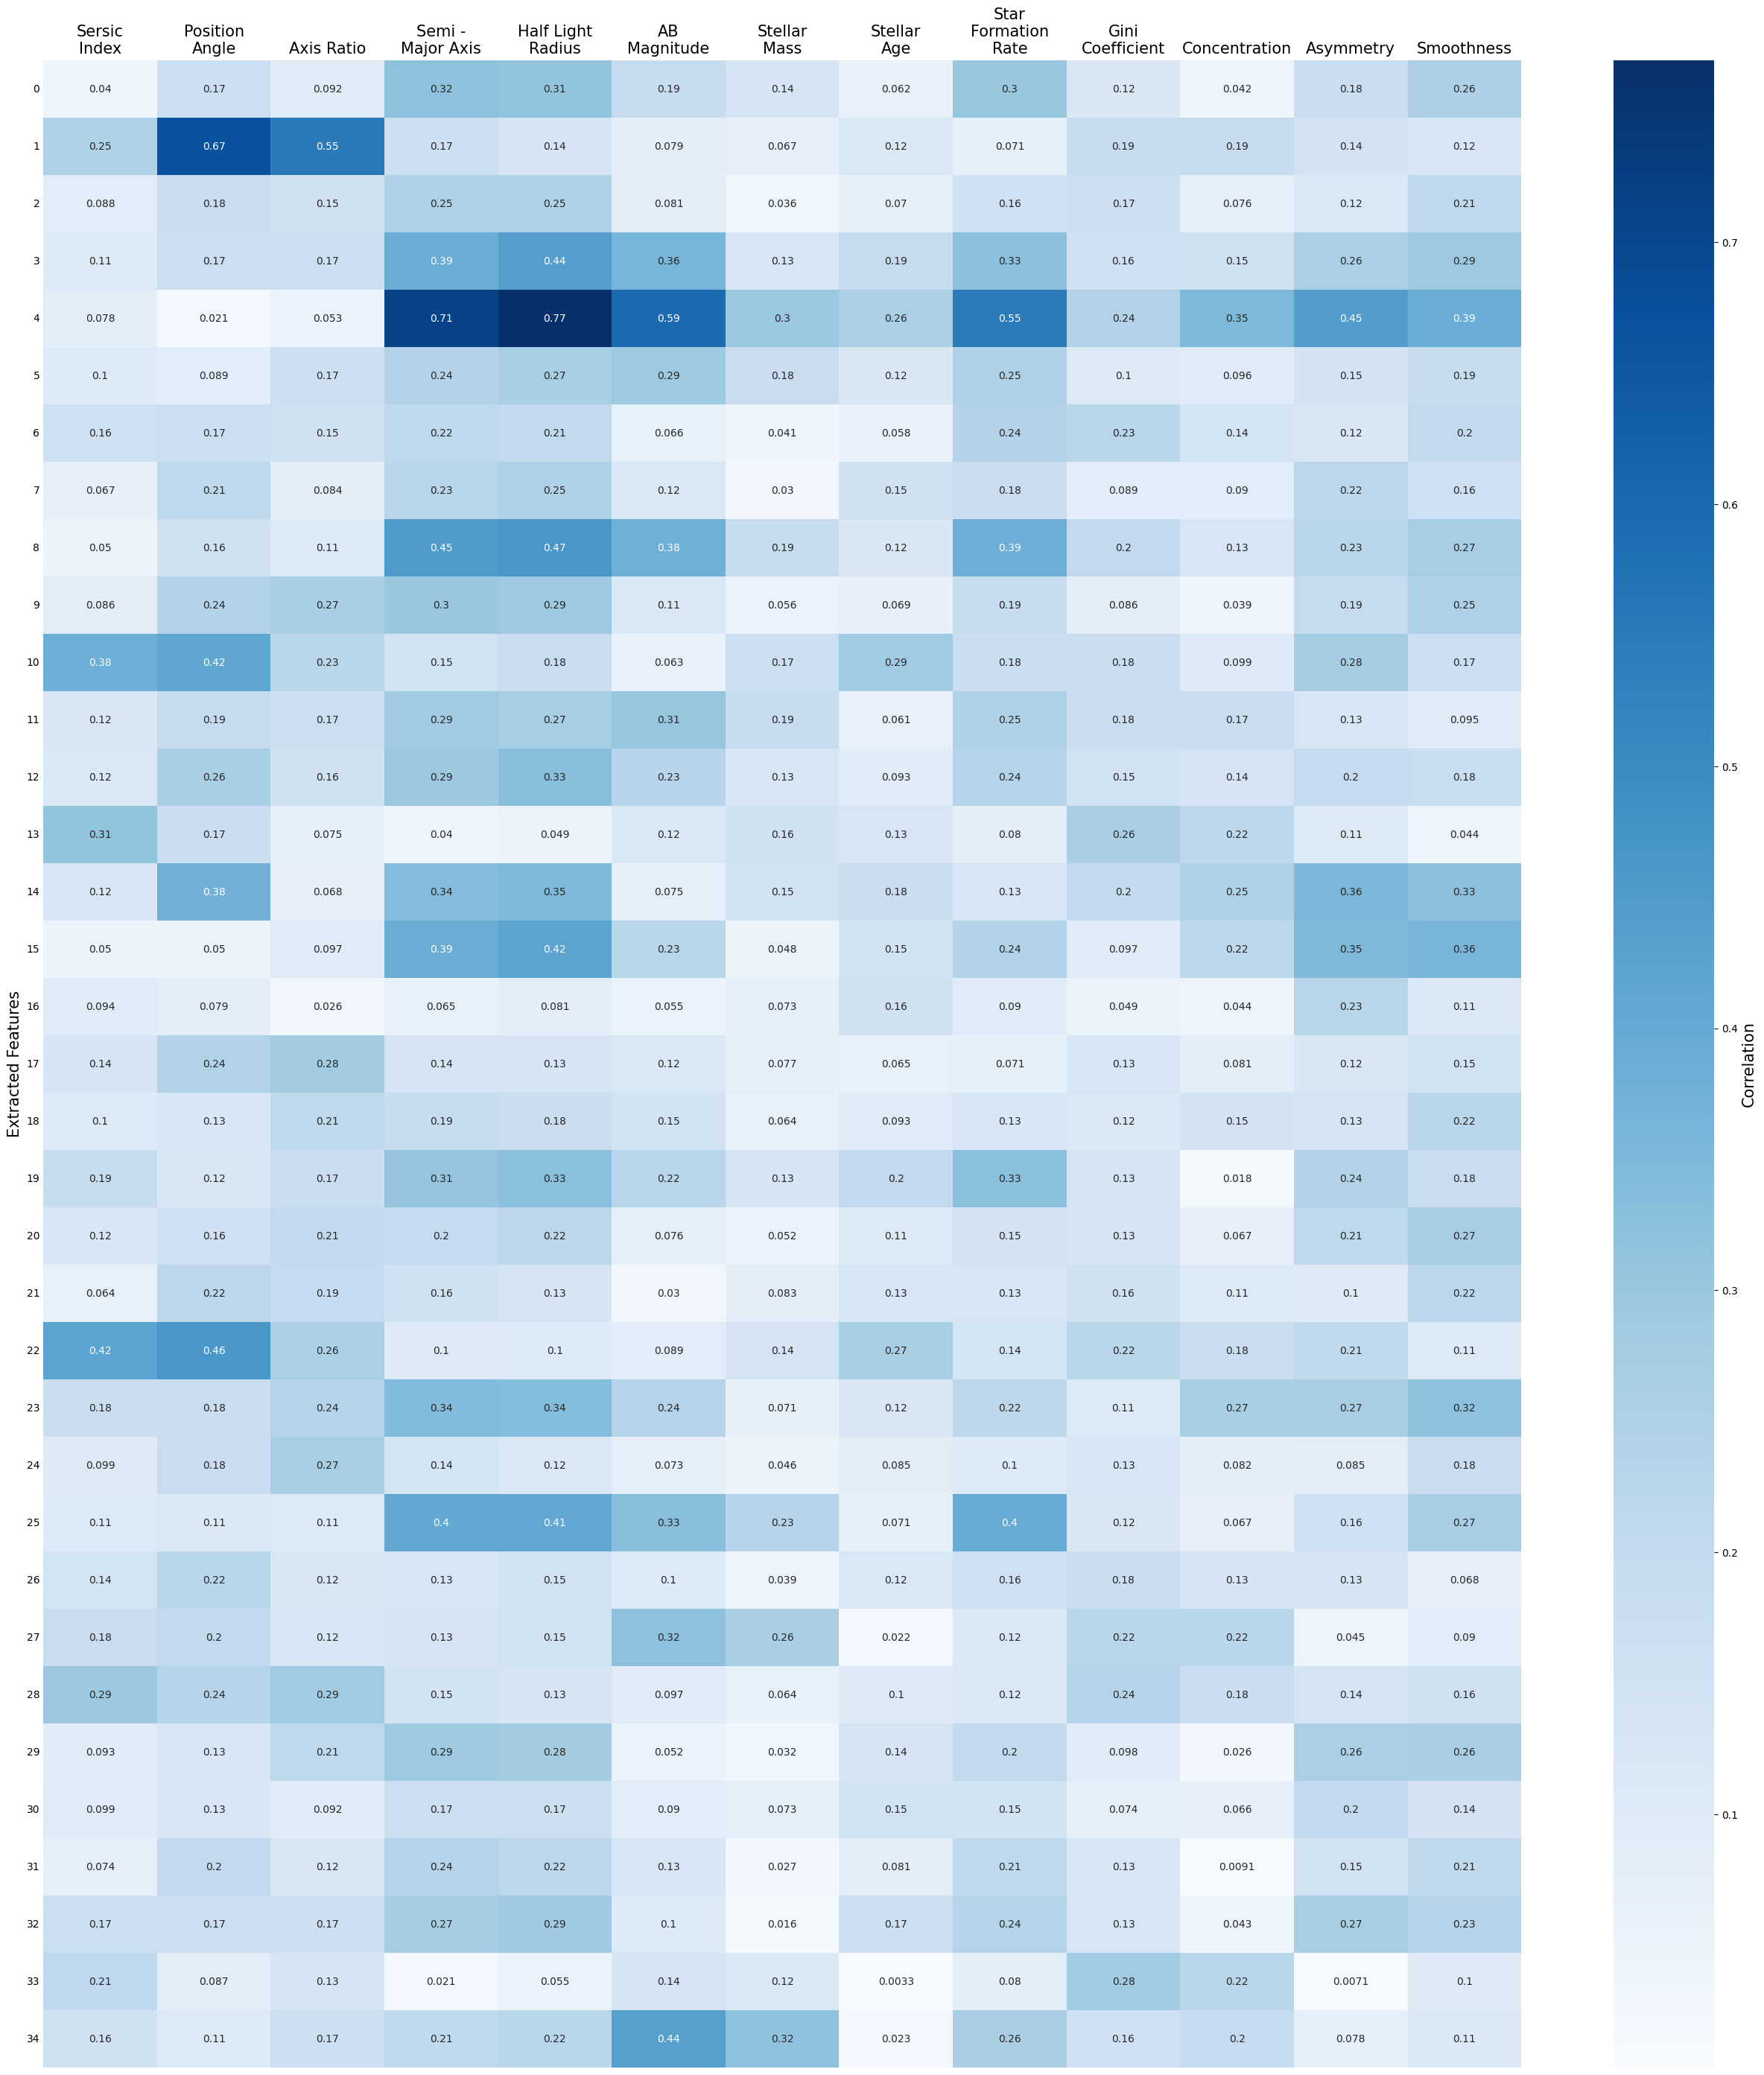 Sersic Index Position Angle Axis Ratio Semi - Major Axis Half Light Radius AB Magnitude Stellar Mass Stellar Age Star Formation Rate Gini Coefficient Concentration Asymmetry Smoothness
0 0.04 0.17 0.092 0.32 0.31 0.19 0.14 0.062 0.3 0.12 0.042 0.18 0.26
1 0.25 0.67 0.55 0.17 0.14 0.079 0.067 0.12 0.071 0.19 0.19 0.14 0.12
2 0.088 0.18 0.15 0.25 0.25 0.081 0.036 0.07 0.16 0.17 0.076 0.12 0.21
3 0.11 0.17 0.17 0.39 0.44 0.36 0.13 0.19 0.33 0.16 0.15 0.26 0.29
4 0.078 0.021 0.053 0.71 0.77 0.59 0.3 0.26 0.55 0.24 0.35 0.45 0.39
5 0.1 0.089 0.17 0.24 0.27 0.29 0.18 0.12 0.25 0.1 0.096 0.15 0.19
6 0.16 0.17 0.15 0.22 0.21 0.066 0.041 0.058 0.24 0.23 0.14 0.12 0.2
7 0.067 0.21 0.084 0.23 0.25 0.12 0.03 0.15 0.18 0.089 0.09 0.22 0.16
8 0.05 0.16 0.11 0.45 0.47 0.38 0.19 0.12 0.39 0.2 0.13 0.23 0.27
9 0.086 0.24 0.27 0.3 0.29 0.11 0.056 0.069 0.19 0.086 0.039 0.19 0.25
10 0.38 0.42 0.23 0.15 0.18 0.063 0.17 0.29 0.18 0.18 0.099 0.28 0.17
11 0.12 0.19 0.17 0.29 0.27 0.31 0.19 0.061 0.25 0.18 0.17 0.13 0.095
12 0.12 0.26 0.16 0.29 0.33 0.23 0.13 0.093 0.24 0.15 0.14 0.2 0.18
13 0.31 0.17 0.075 0.04 0.049 0.12 0.16 0.13 0.08 0.26 0.22 0.11 0.044
14 0.12 0.38 0.068 0.34 0.35 0.075 0.15 0.18 0.13 0.2 0.25 0.36 0.33
15 0.05 0.05 0.097 0.39 0.42 0.23 0.048 0.15 0.24 0.097 0.22 0.35 0.36
16 0.094 0.079 0.026 0.065 0.081 0.055 0.073 0.16 0.09 0.049 0.044 0.23 0.11
17 0.14 0.24 0.28 0.14 0.13 0.12 0.077 0.065 0.071 0.13 0.081 0.12 0.15
18 0.1 0.13 0.21 0.19 0.18 0.15 0.064 0.093 0.13 0.12 0.15 0.13 0.22
19 0.19 0.12 0.17 0.31 0.33 0.22 0.13 0.2 0.33 0.13 0.018 0.24 0.18
20 0.12 0.16 0.21 0.2 0.22 0.076 0.052 0.11 0.15 0.13 0.067 0.21 0.27
21 0.064 0.22 0.19 0.16 0.13 0.03 0.083 0.13 0.13 0.16 0.11 0.1 0.22
22 0.42 0.46 0.26 0.1 0.1 0.089 0.14 0.27 0.14 0.22 0.18 0.21 0.11
23 0.18 0.18 0.24 0.34 0.34 0.24 0.071 0.12 0.22 0.11 0.27 0.27 0.32
24 0.099 0.18 0.27 0.14 0.12 0.073 0.046 0.085 0.1 0.13 0.082 0.085 0.18
25 0.11 0.11 0.11 0.4 0.41 0.33 0.23 0.071 0.4 0.12 0.067 0.16 0.27
26 0.14 0.22 0.12 0.13 0.15 0.1 0.039 0.12 0.16 0.18 0.13 0.13 0.068
27 0.18 0.2 0.12 0.13 0.15 0.32 0.26 0.022 0.12 0.22 0.22 0.045 0.09
28 0.29 0.24 0.29 0.15 0.13 0.097 0.064 0.1 0.12 0.24 0.18 0.14 0.16
29 0.093 0.13 0.21 0.29 0.28 0.052 0.032 0.14 0.2 0.098 0.026 0.26 0.26
30 0.099 0.13 0.092 0.17 0.17 0.09 0.073 0.15 0.15 0.074 0.066 0.2 0.14
31 0.074 0.2 0.12 0.24 0.22 0.13 0.027 0.081 0.21 0.13 0.0091 0.15 0.21
32 0.17 0.17 0.17 0.27 0.29 0.1 0.016 0.17 0.24 0.13 0.043 0.27 0.23
33 0.21 0.087 0.13 0.021 0.055 0.14 0.12 0.0033 0.08 0.28 0.22 0.0071 0.1
34 0.16 0.11 0.17 0.21 0.22 0.44 0.32 0.023 0.26 0.16 0.2 0.078 0.11
Extracted Features
0.7
0.6
0.5
0.4
0.3
0.2
0.1
Correlation